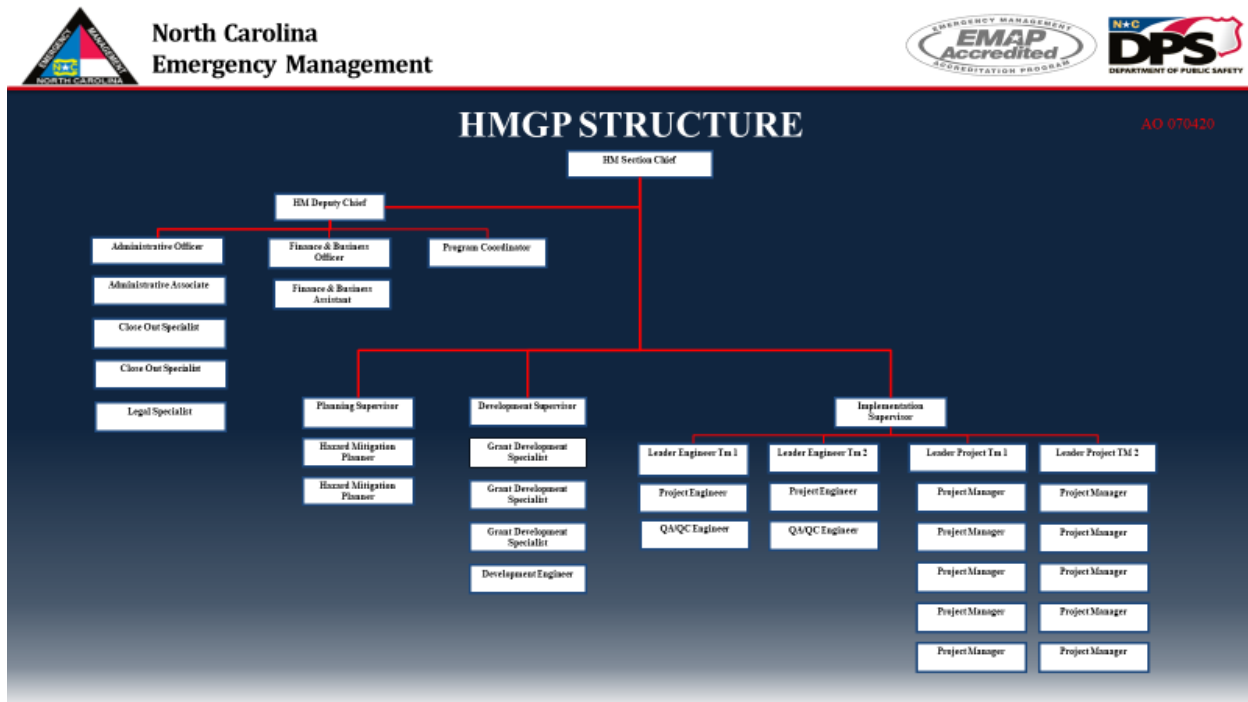 North Carolina
Emergency Management
EMERGENCY
MANAGEMENT
N★C
NORTH CAROLINA
EMERGENCY MANAGEMENT
EMAP
Accredited
ACCREDITATION PROGRAM
N★C
DPS
DEPARTMENT OF PUBLIC SAFETY
HMGP STRUCTURE
AO 070420
HM Section Chief
HM Deputy Chief
Administrative Officer
Finance & Business
Officer
Program Coordinator
Administrative Associate
Finance & Business
Assistant
Close Out Specialist
Close Out Specialist
Legal Specialist
Planning Supervisor
Development Supervisor
Implementation
Supervisor
Hazard Mitigation
Planner
Hazard Mitigation
Planner
Grant Development
Specialist
Grant Development
Specialist
Grant Development
Specialist
Development Engineer
Leader Engineer Tm 1
Leader Engineer Tm 2
Leader Project Tm 1
Leader Project TM 2
Project Engineer
Project Engineer
Project Manager
Project Manager
QA/QC Engineer
QA/QC Engineer
Project Manager
Project Manager
Project Manager
Project Manager
Project Manager
Project Manager
Project Manager
Project Manager